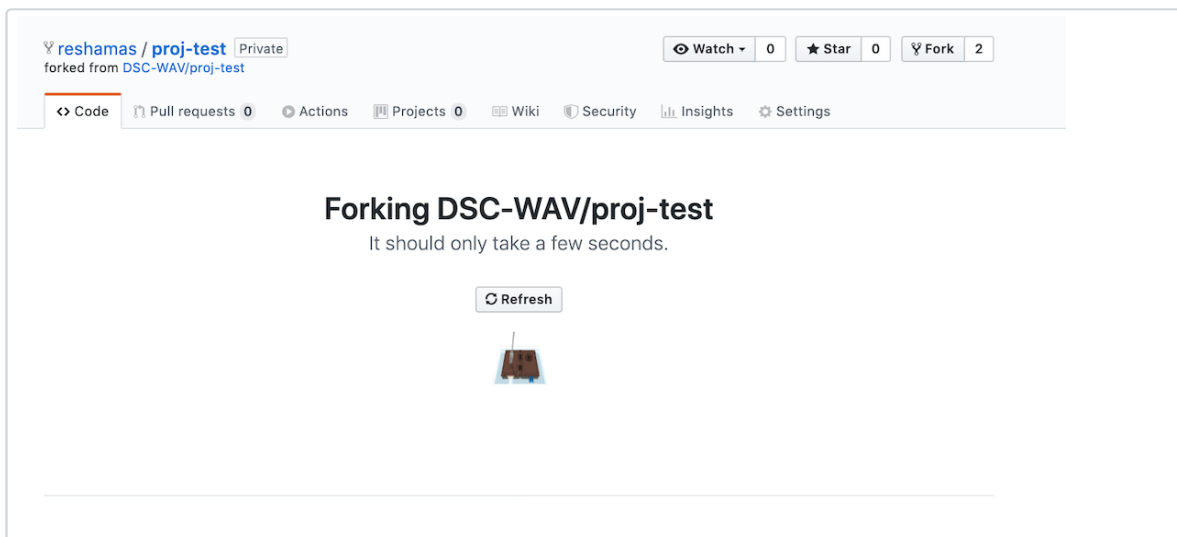 reshamas / proj-test Private
forked from DSC-WAV/proj-test
Watch 0 Star 0 Fork 2
Code Pull requests 0 Actions Projects 0 Wiki Security Insights Settings
Forking DSC-WAV/proj-test
It should only take a few seconds.
Refresh